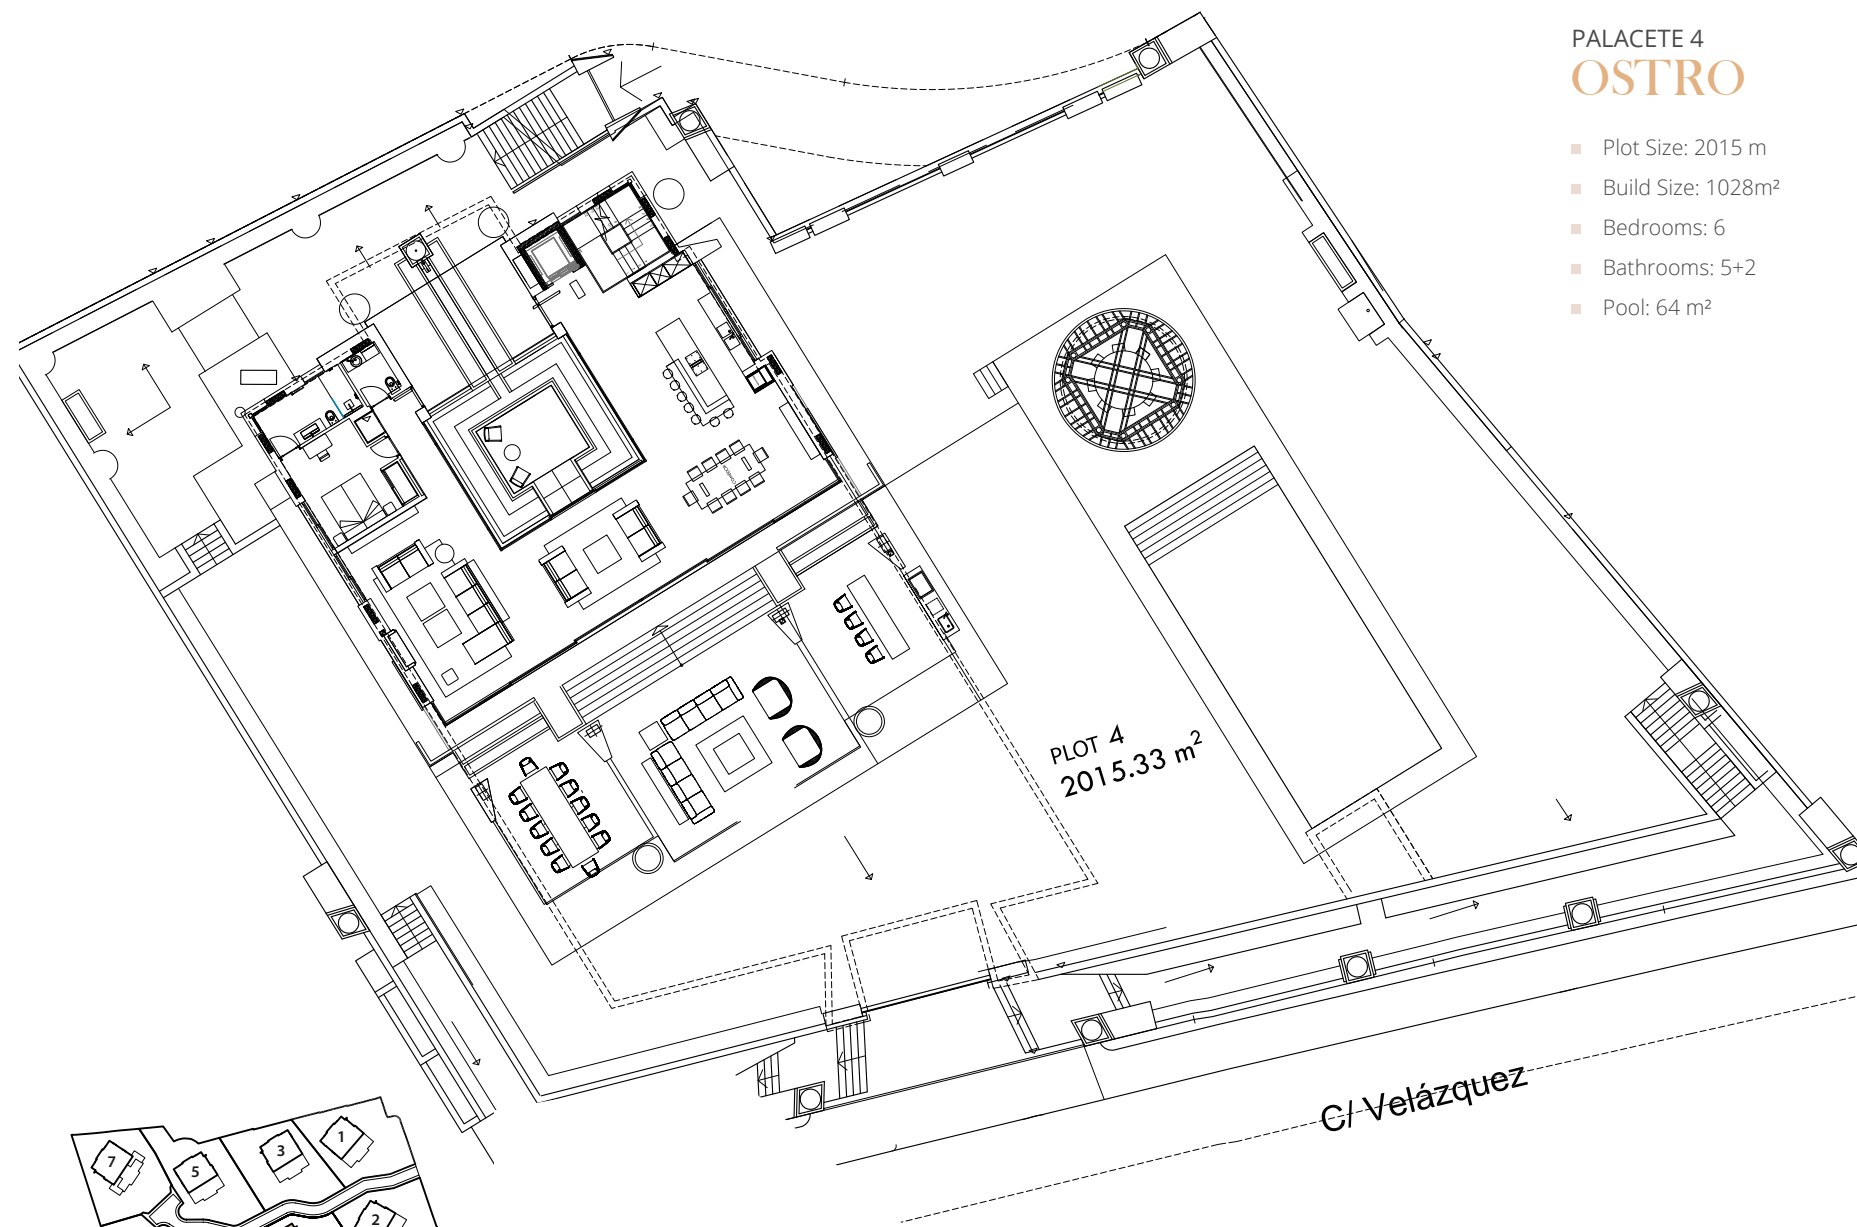 PALACETE 4
OSTRO
Plot Size: 2015 m
Build Size: 1028m²
Bedrooms: 6
Bathrooms: 5+2
Pool: 64 m²
PLOT 4
2015.33 m²
C/ Velázquez
7
5
3
1
2